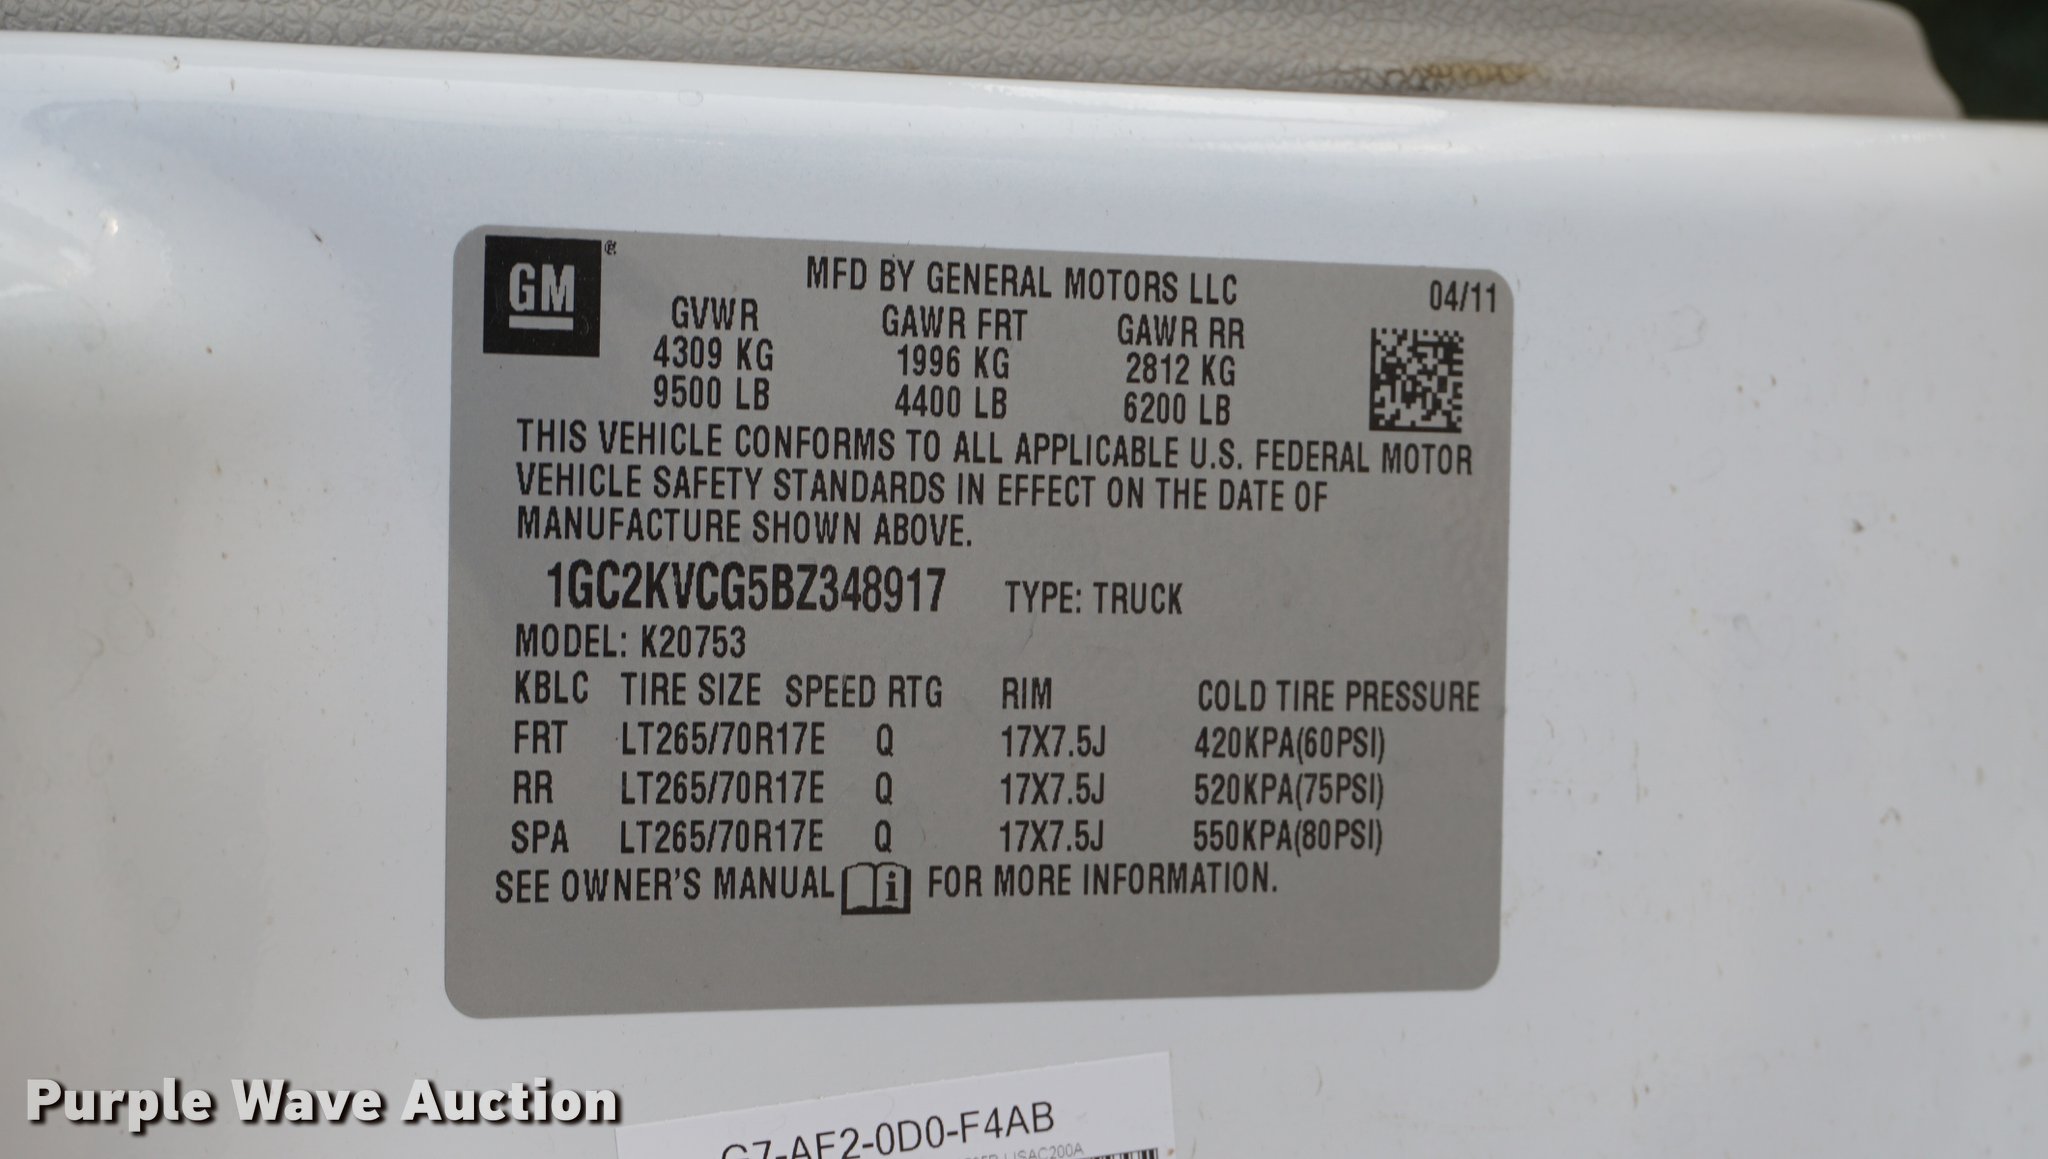 GM
MFD BY GENERAL MOTORS LLC 04/11
GVWR GAWR FRT GAWR RR
4309 KG 1996 KG 2812 KG
9500 LB 4400 LB 6200 LB
THIS VEHICLE CONFORMS TO ALL APPLICABLE U.S. FEDERAL MOTOR
VEHICLE SAFETY STANDARDS IN EFFECT ON THE DATE OF
MANUFACTURE SHOWN ABOVE.
1GC2KVCG5BZ348917 TYPE: TRUCK
MODEL: K20753
KBLC TIRE SIZE SPEED RTG RIM COLD TIRE PRESSURE
FRT LT265/70R17E Q 17X7.5J 420KPA(60PSI)
RR LT265/70R17E Q 17X7.5J 520KPA(75PSI)
SPA LT265/70R17E Q 17X7.5J 550KPA(80PSI)
SEE OWNER'S MANUAL i FOR MORE INFORMATION.
Purple Wave Auction
G7-AF2-0D0-F4AB